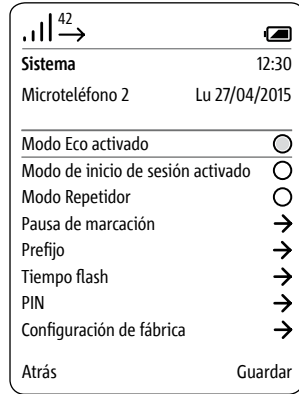 42
Sistema 12:30
Microteléfono 2 Lu 27/04/2015
Modo Eco activado
Modo de inicio de sesión activado
Modo Repetidor
Pausa de marcación
Prefijo
Tiempo flash
PIN
Configuración de fábrica
Atrás Guardar